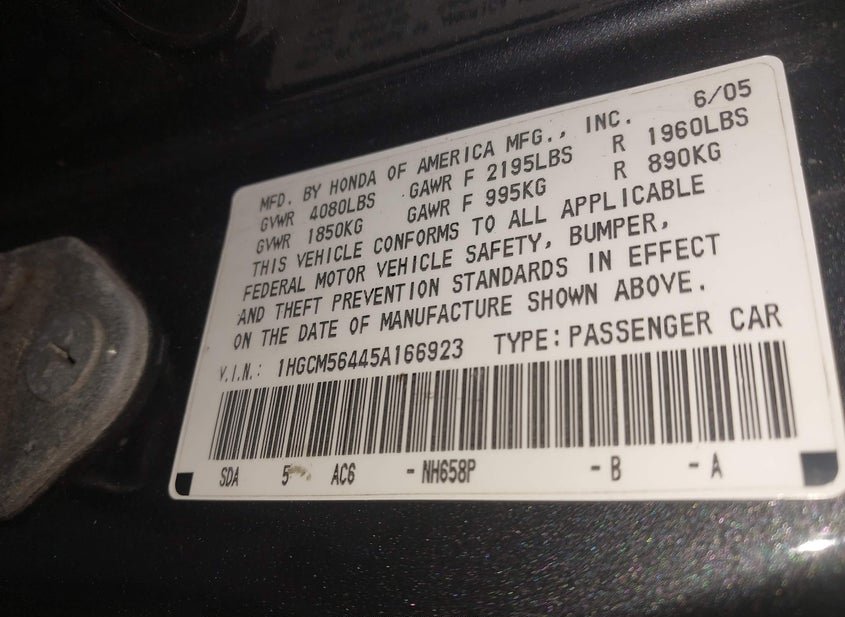 6/05
MFD. BY HONDA OF AMERICA MFG., INC.
GVWR 4080LBS GAWR F 2195LBS R 1960LBS
GVWR 1850KG GAWR F 995KG R 890KG
THIS VEHICLE CONFORMS TO ALL APPLICABLE
FEDERAL MOTOR VEHICLE SAFETY, BUMPER,
AND THEFT PREVENTION STANDARDS IN EFFECT
ON THE DATE OF MANUFACTURE SHOWN ABOVE.
V.I.N.: 1HGCM56445A166923 TYPE: PASSENGER CAR
SDA 5 AC6 -NH658P -B -A